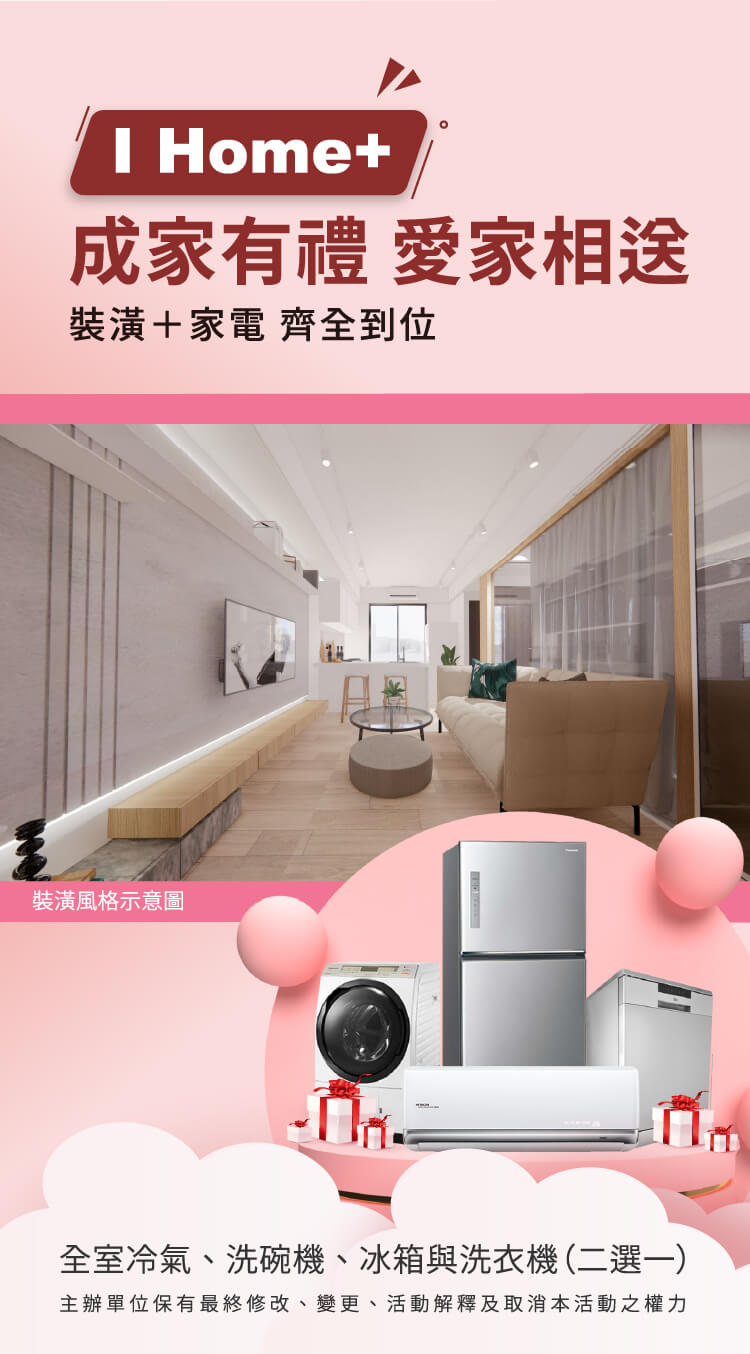 I Home+
成家有禮 愛家相送
裝潢＋家電 齊全到位
裝潢風格示意圖
全室冷氣、洗碗機、冰箱與洗衣機(二選一)
主辦單位保有最終修改、變更、活動解釋及取消本活動之權力